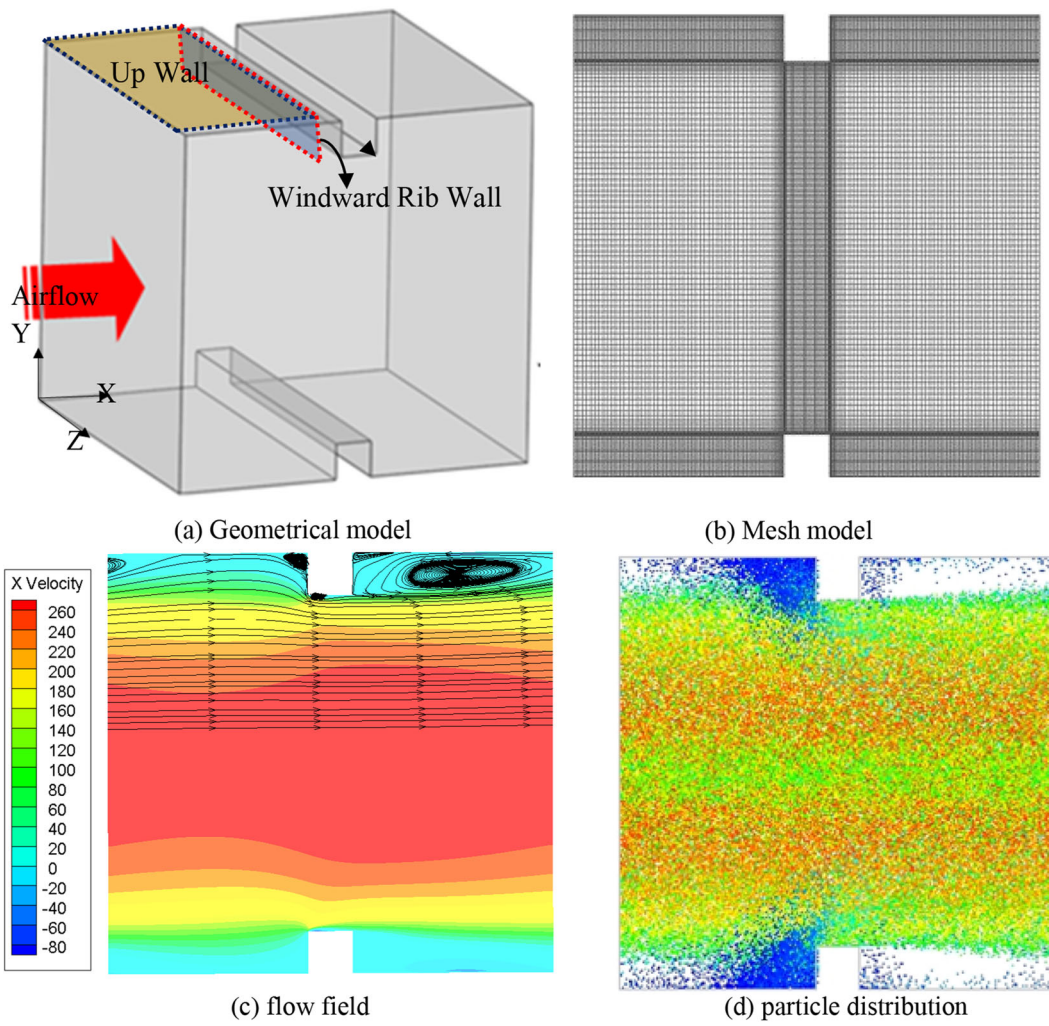 Up Wall
Windward Rib Wall
Airflow
Y
X
Z
(a) Geometrical model
(b) Mesh model
X Velocity
260
240
220
200
180
160
140
120
100
80
60
40
20
0
-20
-40
-60
-80
(c) flow field
(d) particle distribution